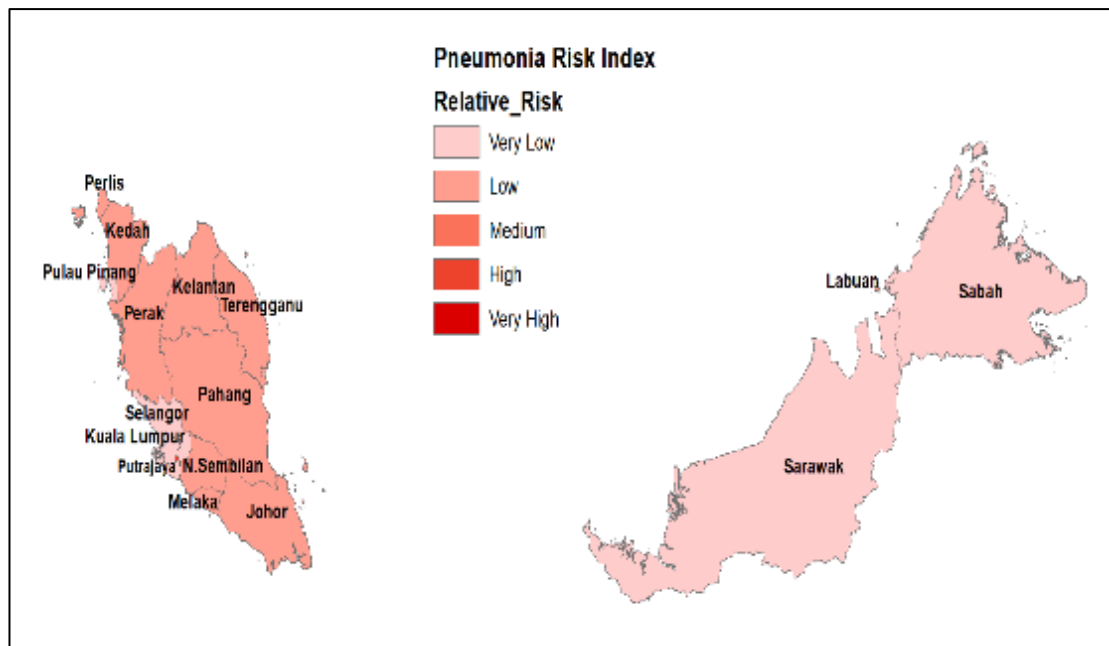 Pneumonia Risk Index
Relative_Risk
Very Low
Low
Medium
High
Very High
Perlis
Kedah
Pulau Pinang
Kelantan
Terengganu
Perak
Pahang
Selangor
Kuala Lumpur
Putrajaya
N.Sembilan
Melaka
Johor
Labuan
Sabah
Sarawak